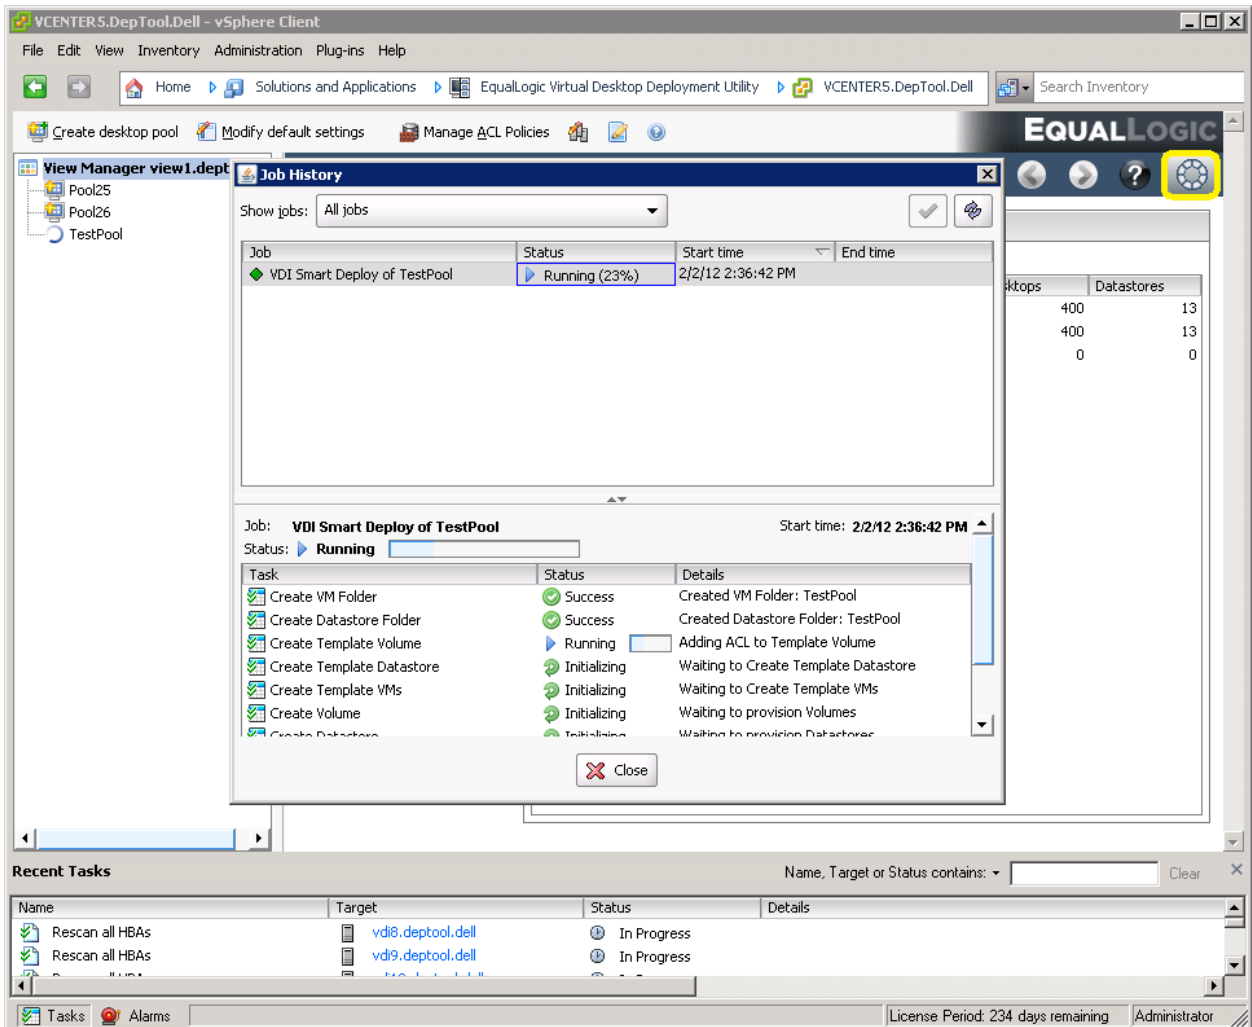 VCENTER5.DepTool.Dell - vSphere Client
File Edit View Inventory Administration Plug-ins Help
Home Solutions and Applications EqualLogic Virtual Desktop Deployment Utility VCENTER5.DepTool.Dell Search Inventory
Create desktop pool Modify default settings Manage ACL Policies EQUALLOGIC
View Manager view1.dept
Pool25
Pool26
TestPool
Job History
Show jobs: All jobs
Job Status Start time End time
VDI Smart Deploy of TestPool Running (23%) 2/2/12 2:36:42 PM
ktops Datastores
400 13
400 13
0 0
Job: VDI Smart Deploy of TestPool Start time: 2/2/12 2:36:42 PM
Status: Running
Task Status Details
Create VM Folder Success Created VM Folder: TestPool
Create Datastore Folder Success Created Datastore Folder: TestPool
Create Template Volume Running Adding ACL to Template Volume
Create Template Datastore Initializing Waiting to Create Template Datastore
Create Template VMs Initializing Waiting to Create Template VMs
Create Volume Initializing Waiting to provision Volumes
Create Datastore Initializing Waiting to provision Datastores
Close
Recent Tasks Name, Target or Status contains: Clear
Name Target Status Details
Rescan all HBAs vdi8.deptool.dell In Progress
Rescan all HBAs vdi9.deptool.dell In Progress
Tasks Alarms License Period: 234 days remaining Administrator